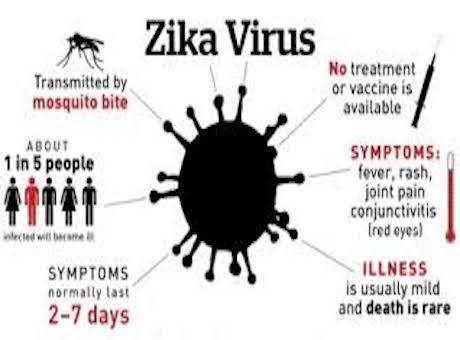 Zika Virus
Transmitted by
mosquito bite
No treatment
or vaccine is
available
ABOUT
1 in 5 people
infected will become ill
SYMPTOMS:
fever, rash,
joint pain
conjunctivitis
(red eyes)
SYMPTOMS
normally last
2-7 days
ILLNESS
is usually mild
and death is rare